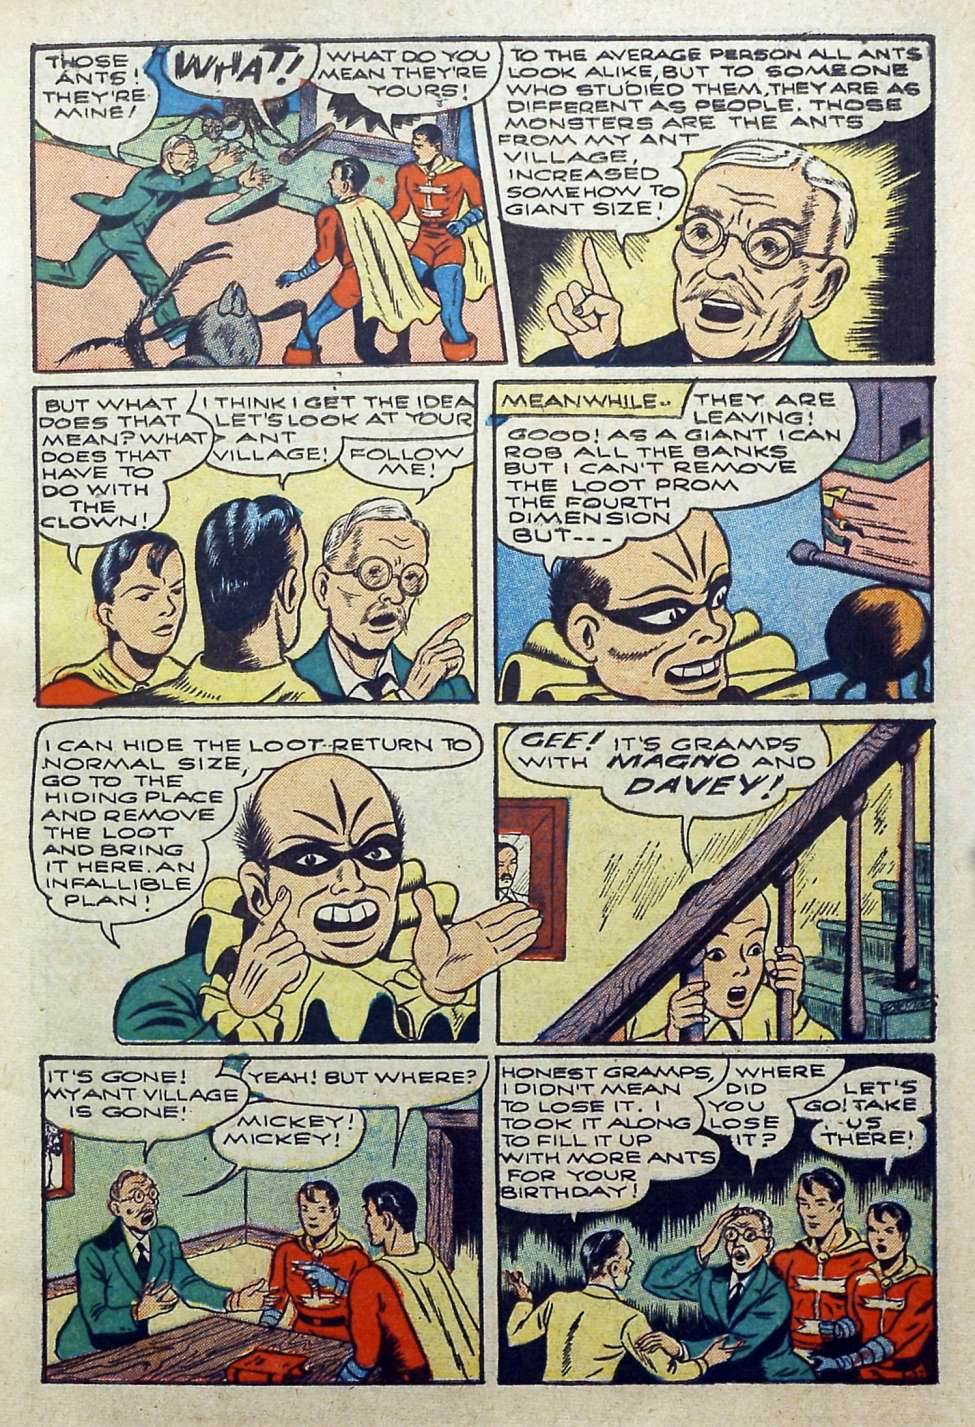 THOSE
ANTS!
THEY'RE
MINE!
WHAT!
WHAT DO YOU
MEAN THEY'RE
YOURS!
TO THE AVERAGE PERSON ALL ANTS
LOOK ALIKE, BUT TO SOMEONE
WHO STUDIED THEM, THEY ARE AS
DIFFERENT AS PEOPLE. THOSE
MONSTERS ARE THE ANTS
FROM MY ANT
VILLAGE,
INCREASED
SOMEHOW TO
GIANT SIZE!
BUT WHAT
DOES THAT
MEAN? WHAT
DOES THAT
HAVE TO
DO WITH
THE
CLOWN!
I THINK I GET THE IDEA
LET'S LOOK AT YOUR
ANT
VILLAGE!
FOLLOW
ME!
MEANWHILE..
THEY ARE
LEAVING!
GOOD! AS A GIANT I CAN
ROB ALL THE BANKS
BUT I CAN'T REMOVE
THE LOOT PROM
THE FOURTH
DIMENSION
BUT---
I CAN HIDE THE LOOT--RETURN TO
NORMAL SIZE,
GO TO THE
HIDING PLACE
AND REMOVE
THE LOOT
AND BRING
IT HERE. AN
INFALLIBLE
PLAN!
GEE! IT'S GRAMPS
WITH MAGNO AND
DAVEY!
IT'S GONE!
MY ANT VILLAGE
IS GONE!
YEAH! BUT WHERE?
MICKEY!
MICKEY!
HONEST GRAMPS,
I DIDN'T MEAN
TO LOSE IT. I
TOOK IT ALONG
TO FILL IT UP
WITH MORE ANTS
FOR YOUR
BIRTHDAY!
WHERE
DID
YOU
LOSE
IT?
LET'S
GO! TAKE
US
THERE!